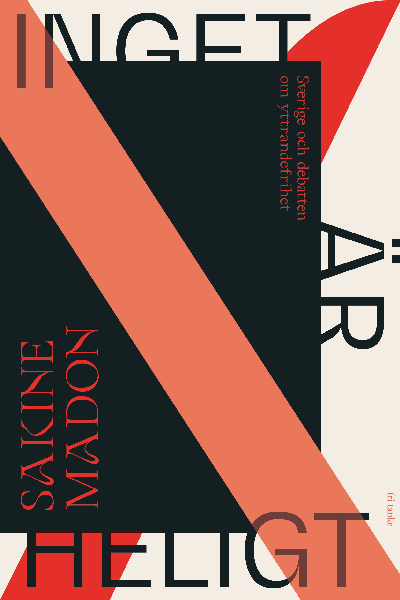 INGET
Sverige och debatten
om yttrandefrihet
ÄR
SAKINE
MADON
fri tanke
HELIGT